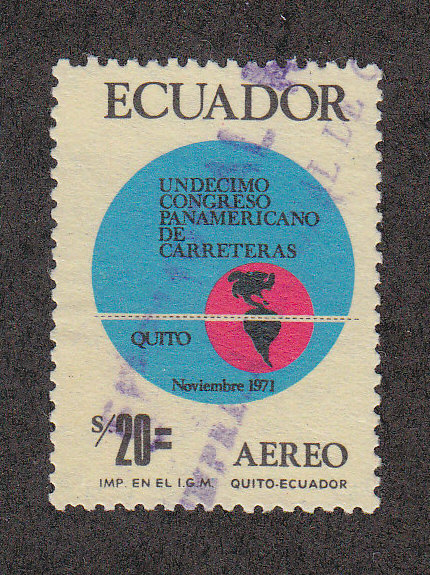 ECUADOR
UNDECIMO
CONGRESO
PANAMERICANO
DE
CARRETERAS
QUITO
Noviembre 1971
S/20= AEREO
IMP. EN EL I.G.M. QUITO-ECUADOR